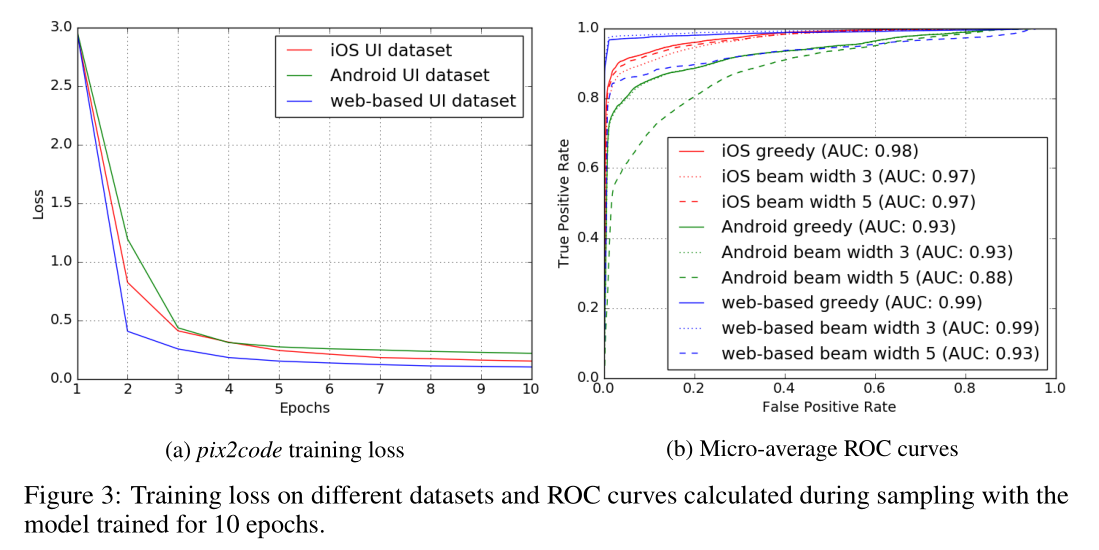 3.0
2.5
2.0
1.5
1.0
0.5
0.0
Loss
1 2 3 4 5 6 7 8 9 10
Epochs
iOS UI dataset
Android UI dataset
web-based UI dataset
(a) pix2code training loss
1.0
0.8
0.6
0.4
0.2
0.0
True Positive Rate
0.0 0.2 0.4 0.6 0.8 1.0
False Positive Rate
iOS greedy (AUC: 0.98)
iOS beam width 3 (AUC: 0.97)
iOS beam width 5 (AUC: 0.97)
Android greedy (AUC: 0.93)
Android beam width 3 (AUC: 0.93)
Android beam width 5 (AUC: 0.88)
web-based greedy (AUC: 0.99)
web-based beam width 3 (AUC: 0.99)
web-based beam width 5 (AUC: 0.93)
(b) Micro-average ROC curves
Figure 3: Training loss on different datasets and ROC curves calculated during sampling with the
model trained for 10 epochs.